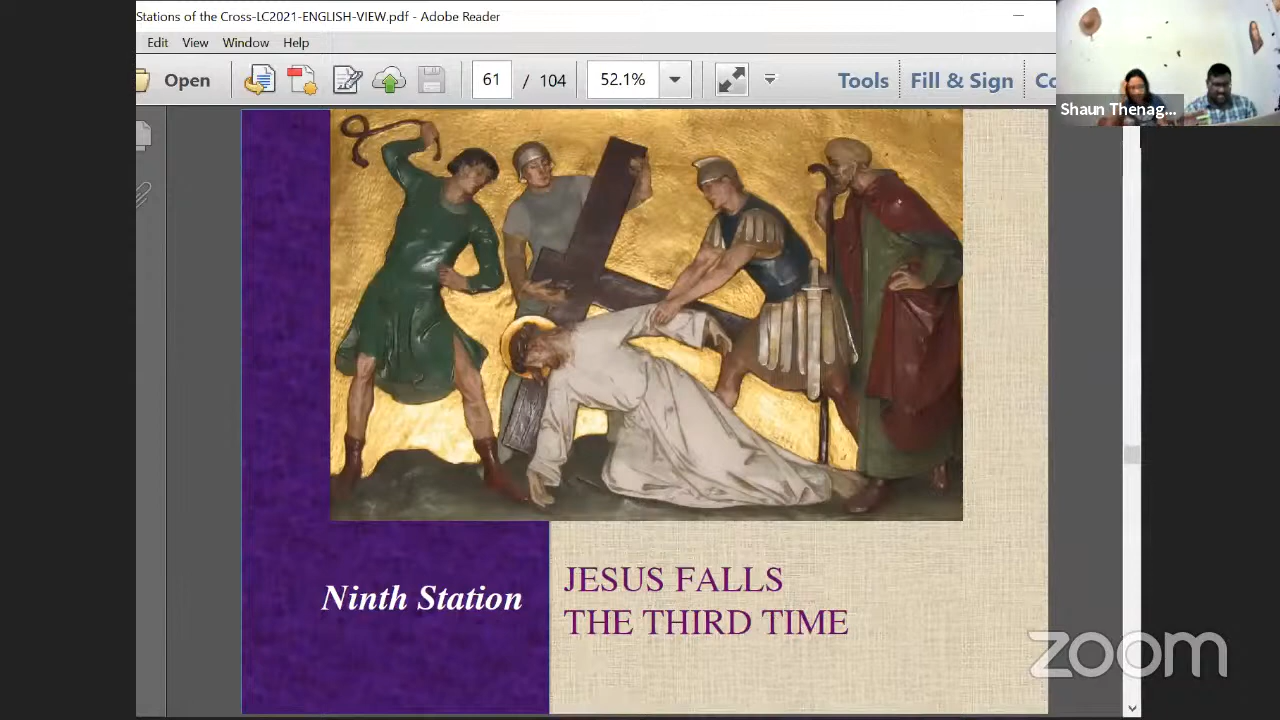 Stations of the Cross-LC2021-ENGLISH-VIEW.pdf - Adobe Reader
Edit View Window Help
Open 61 / 104 52.1% Tools Fill & Sign Co
Shaun Thenag...
Ninth Station
JESUS FALLS
THE THIRD TIME
zoom